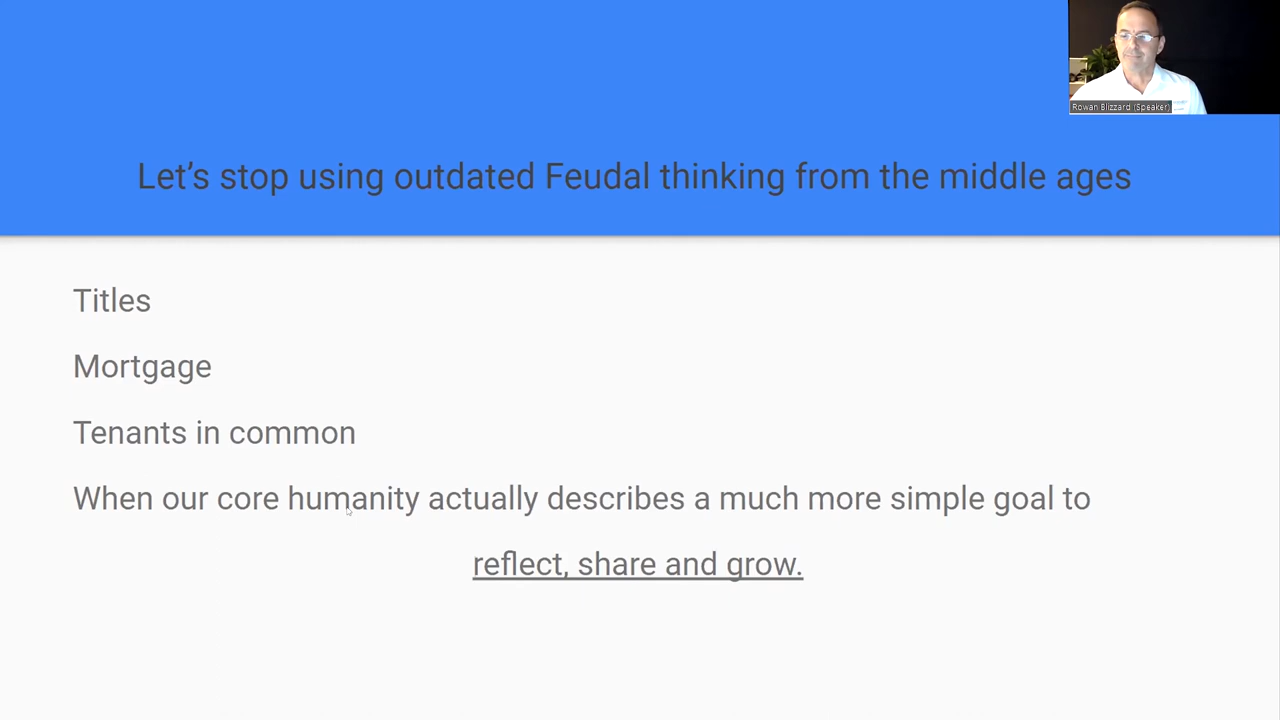 Rowan Blizzard (Speaker)
Let’s stop using outdated Feudal thinking from the middle ages
Titles
Mortgage
Tenants in common
When our core humanity actually describes a much more simple goal to
reflect, share and grow.